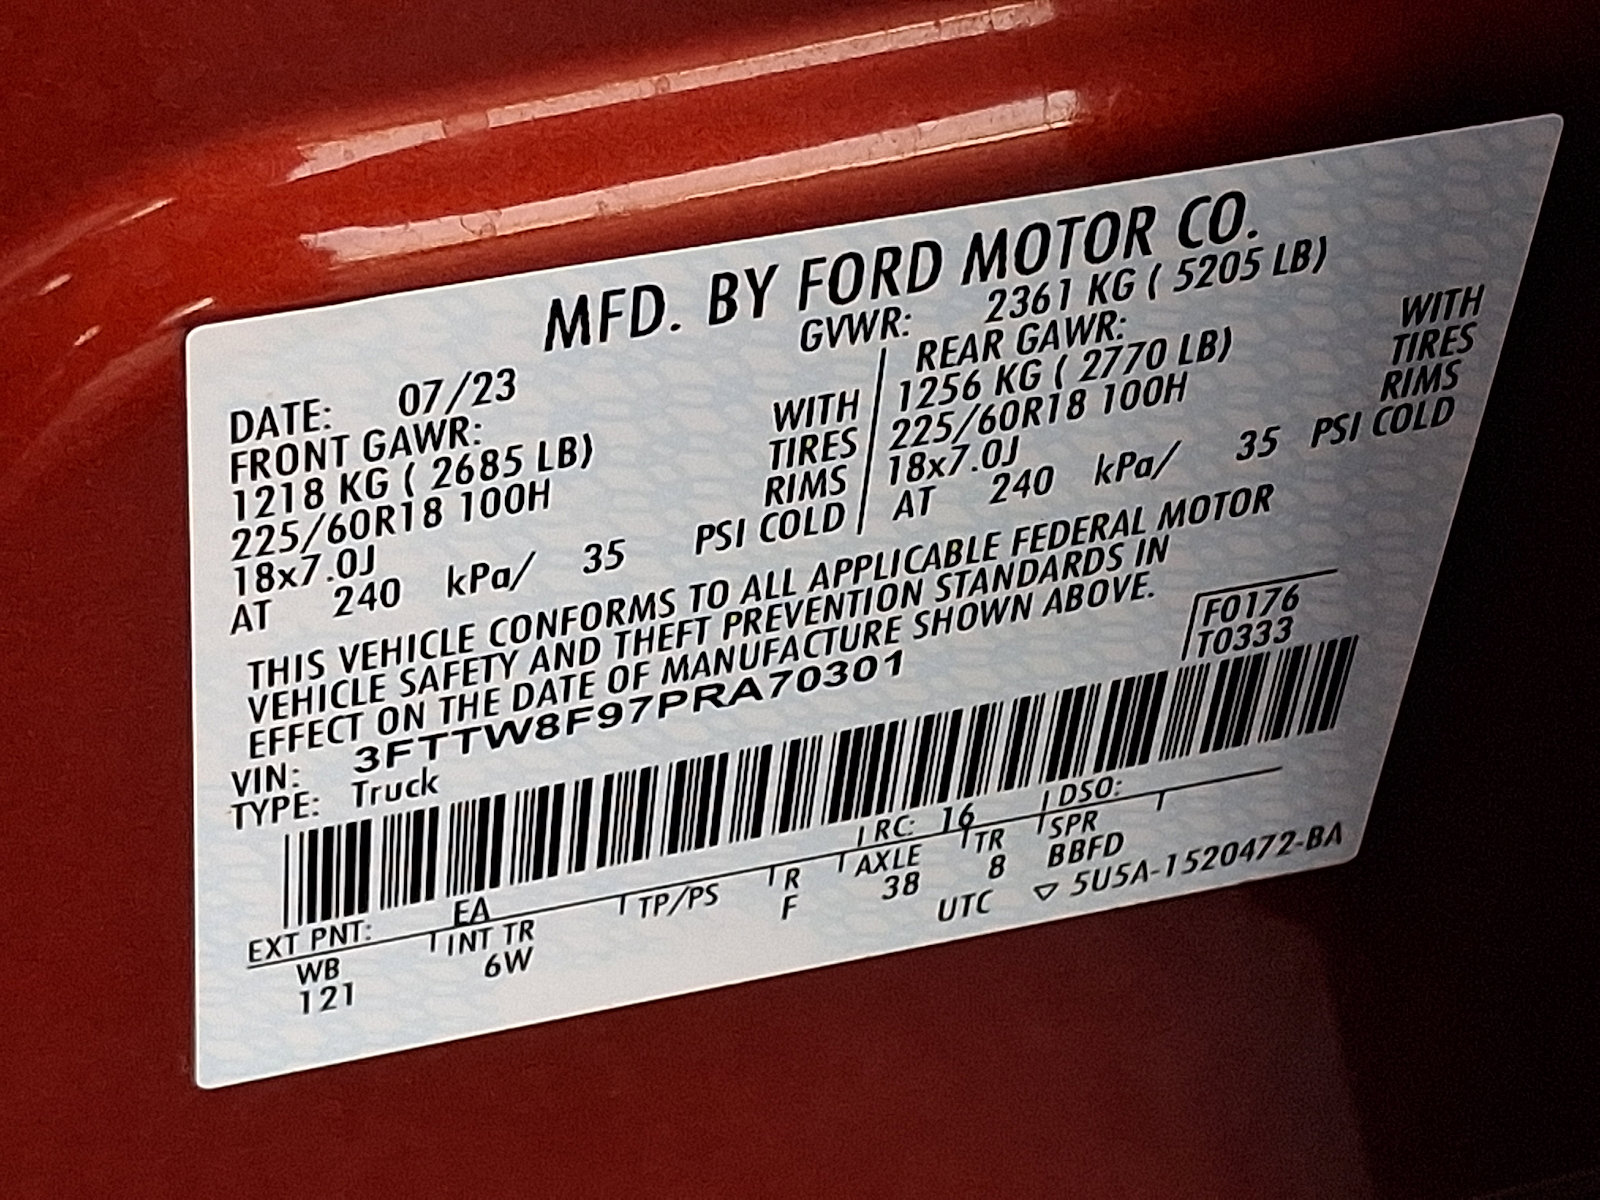 MFD. BY FORD MOTOR CO.
DATE: 07/23 GVWR: 2361 KG ( 5205 LB)
FRONT GAWR: REAR GAWR:
1218 KG ( 2685 LB) WITH 1256 KG ( 2770 LB) WITH
225/60R18 100H TIRES 225/60R18 100H TIRES
18x7.0J RIMS 18x7.0J RIMS
AT 240 kPa/ 35 PSI COLD AT 240 kPa/ 35 PSI COLD
THIS VEHICLE CONFORMS TO ALL APPLICABLE FEDERAL MOTOR
VEHICLE SAFETY AND THEFT PREVENTION STANDARDS IN
EFFECT ON THE DATE OF MANUFACTURE SHOWN ABOVE.
VIN: 3FTTW8F97PRA70301 F0176
TYPE: Truck T0333
EXT PNT: EA RC: 16 DSO:
WB INT TR TP/PS R AXLE TR SPR
121 6W F 38 8 BBFD
UTC ▽ 5U5A-1520472-BA